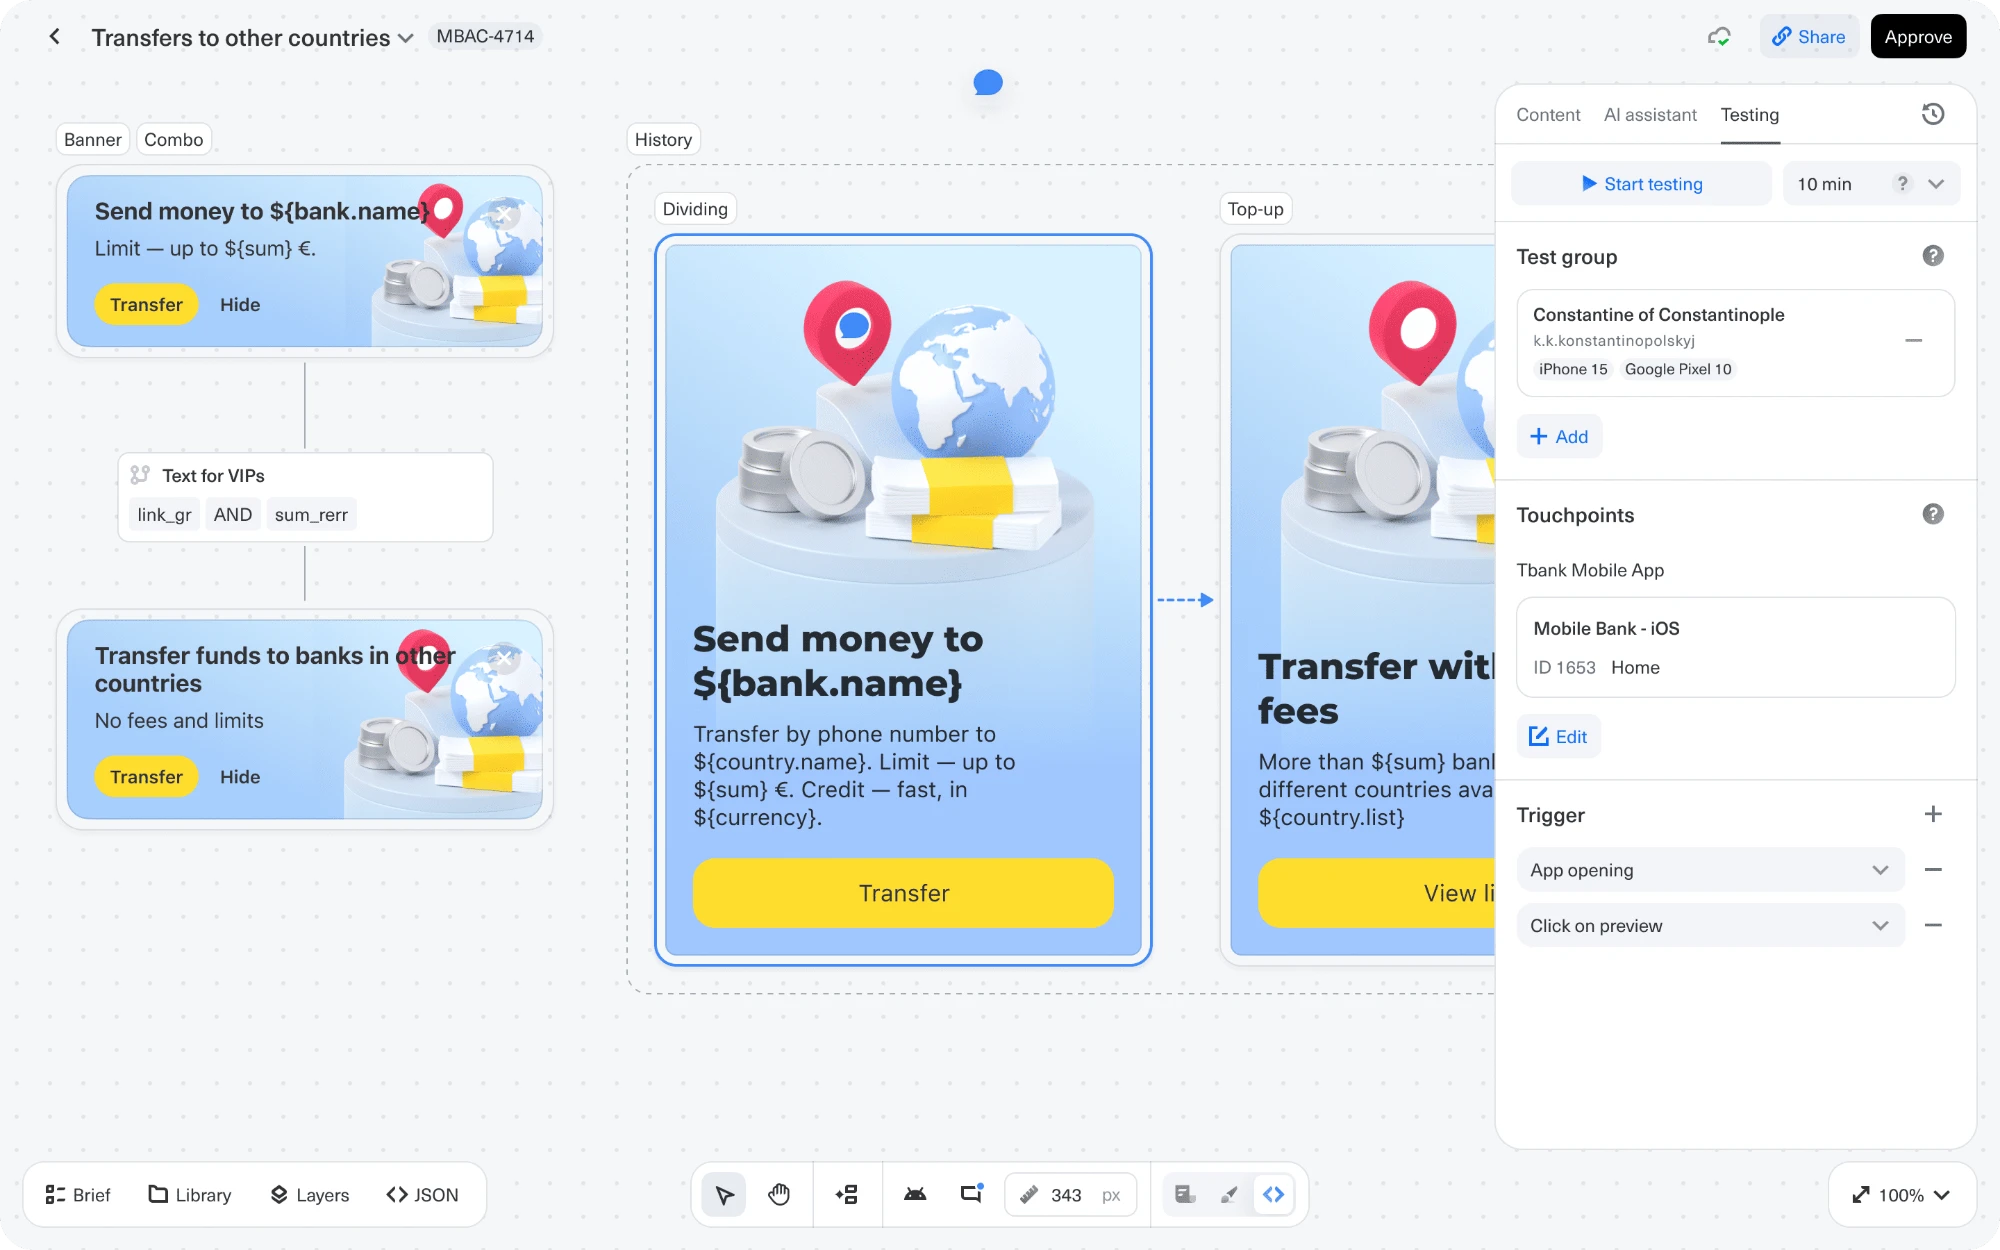 Transfers to other countries
MBAC-4714
Share
Approve
Banner
Combo
Send money to ${bank.name}
Limit — up to ${sum} €.
Transfer
Hide
Text for VIPs
link_gr
AND
sum_rerr
Transfer funds to banks in other
countries
No fees and limits
Transfer
Hide
History
Dividing
Send money to
${bank.name}
Transfer by phone number to
${country.name}. Limit — up to
${sum} €. Credit — fast, in
${currency}.
Transfer
Top-up
Transfer with
fees
More than ${sum} bank
different countries ava
${country.list}
View li
Content
AI assistant
Testing
Start testing
10 min
?
Test group
?
Constantine of Constantinople
k.k.konstantinopolskyj
iPhone 15
Google Pixel 10
Add
Touchpoints
?
Tbank Mobile App
Mobile Bank - iOS
ID 1653
Home
Edit
Trigger
App opening
Click on preview
Brief
Library
Layers
JSON
343
px
100%